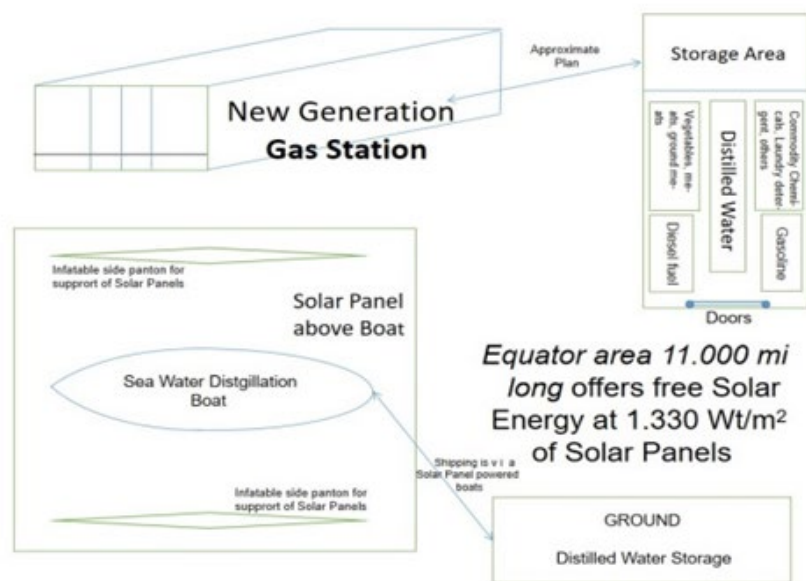 New Generation
Gas Station
Approximate
Plan
Storage Area
Vegetables, me-
ats, ground me-
ats
Distilled Water
Commodity Chemi-
cals, Laundry deter-
gent, others
Diesel fuel
Gasoline
Doors
Infatable side panton for
supprort of Solar Panels
Solar Panel
above Boat
Sea Water Distgillation
Boat
Infatable side panton for
supprort of Solar Panels
Equator area 11.000 mi
long offers free Solar
Energy at 1.330 Wt/m²
of Solar Panels
Shipping is v i a
Solar Panel powered
boats
GROUND
Distilled Water Storage